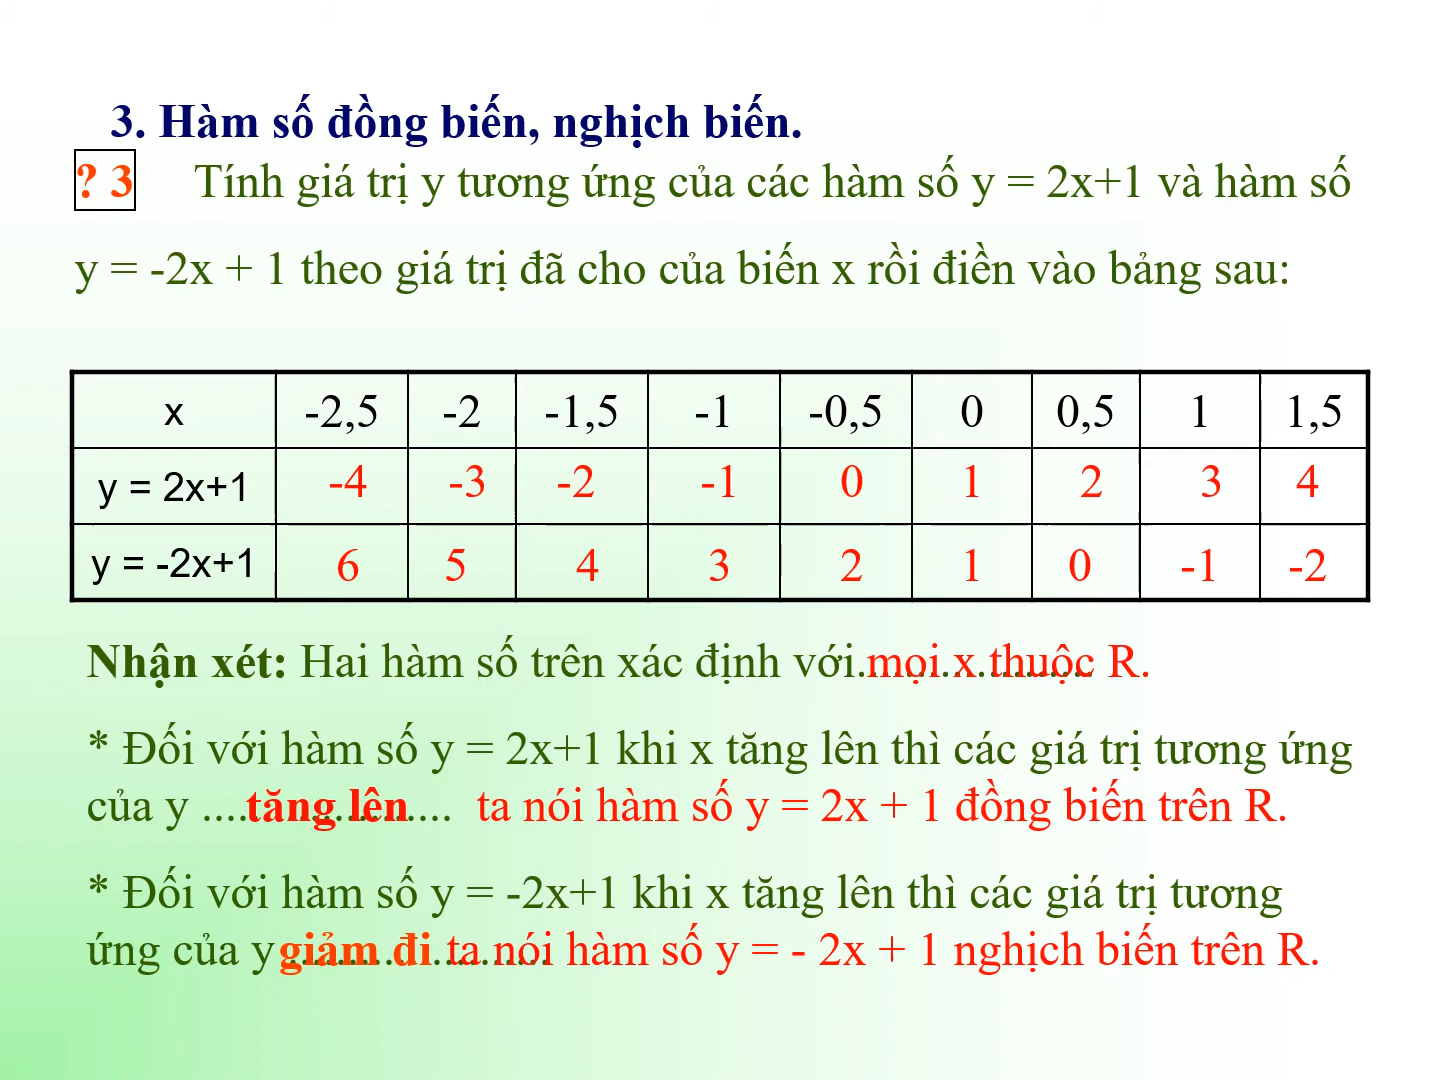 3. Hàm số đồng biến, nghịch biến.
? 3 Tính giá trị y tương ứng của các hàm số y = 2x+1 và hàm số
y = -2x + 1 theo giá trị đã cho của biến x rồi điền vào bảng sau:
x -2,5 -2 -1,5 -1 -0,5 0 0,5 1 1,5
y = 2x+1 -4 -3 -2 -1 0 1 2 3 4
y = -2x+1 6 5 4 3 2 1 0 -1 -2
Nhận xét: Hai hàm số trên xác định với mọi x thuộc R.
* Đối với hàm số y = 2x+1 khi x tăng lên thì các giá trị tương ứng
của y .... tăng lên .... ta nói hàm số y = 2x + 1 đồng biến trên R.
* Đối với hàm số y = -2x+1 khi x tăng lên thì các giá trị tương
ứng của y giảm đi ta nói hàm số y = - 2x + 1 nghịch biến trên R.